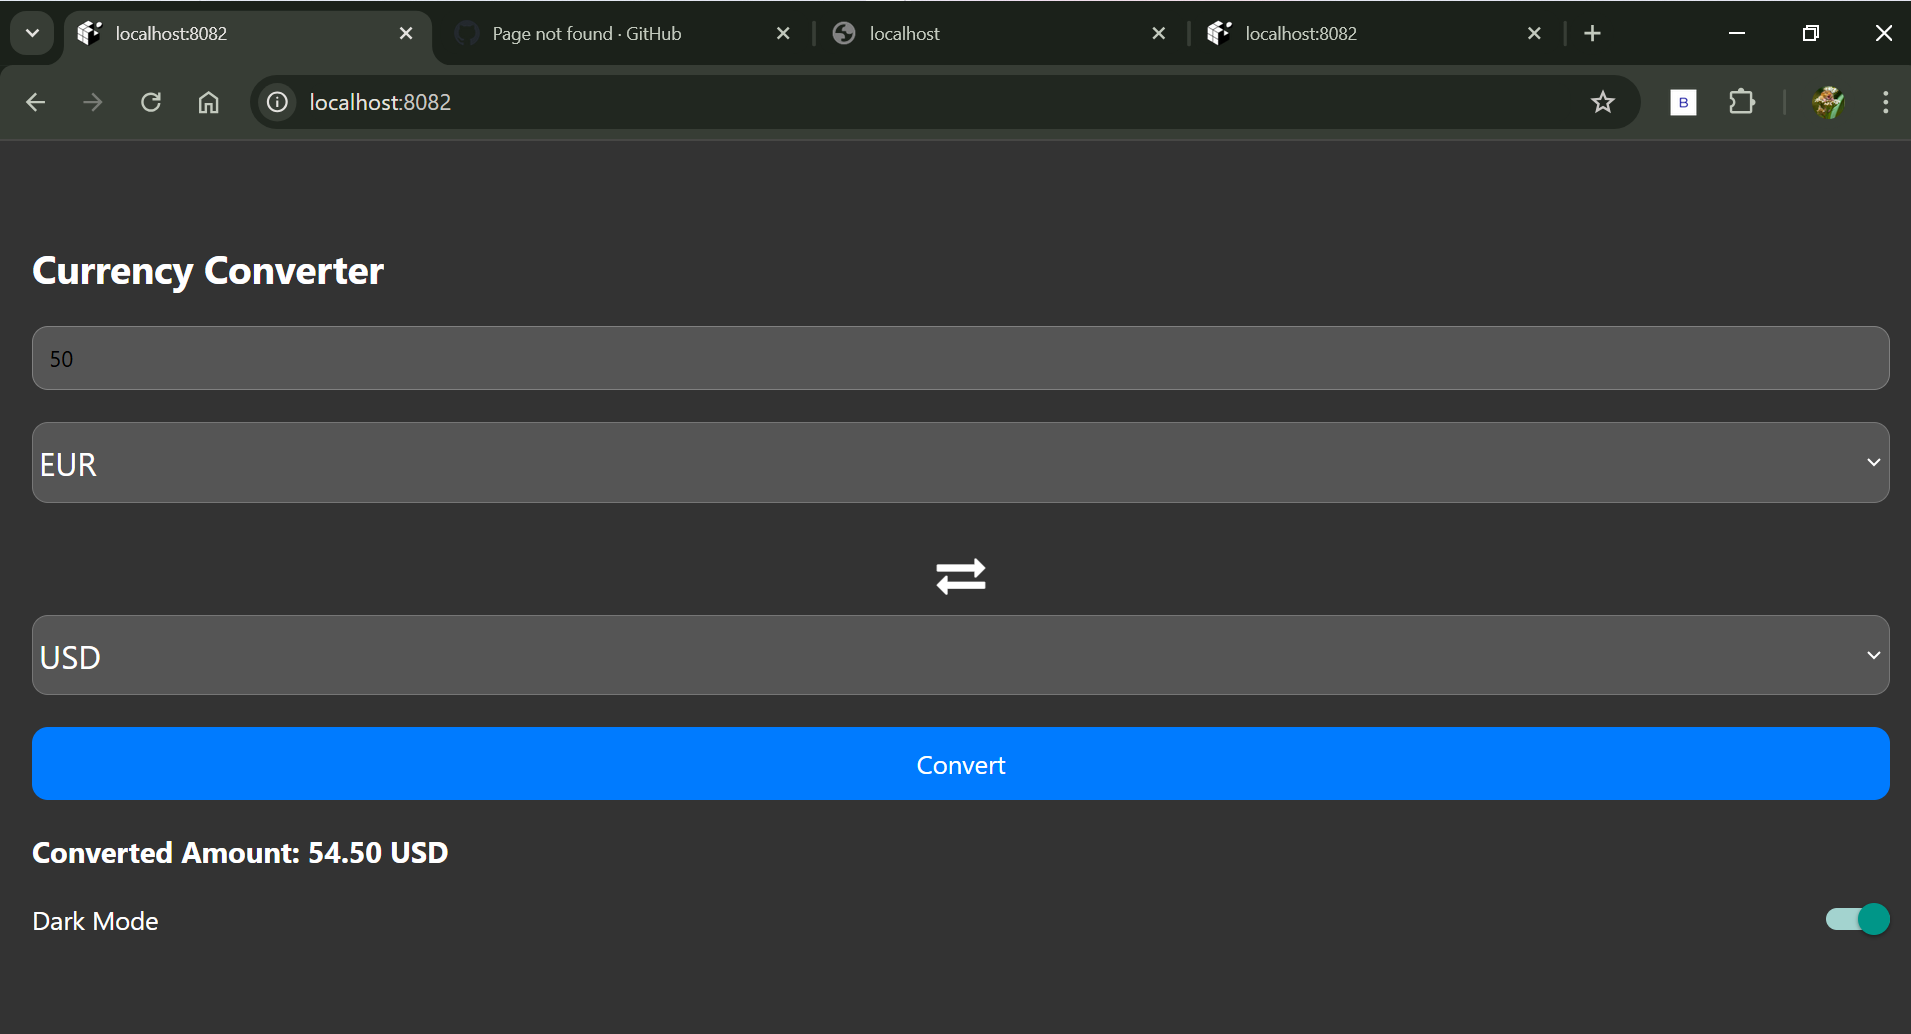 localhost:8082
Page not found · GitHub
localhost
localhost:8082
localhost:8082
B
Currency Converter
50
EUR
USD
Convert
Converted Amount: 54.50 USD
Dark Mode